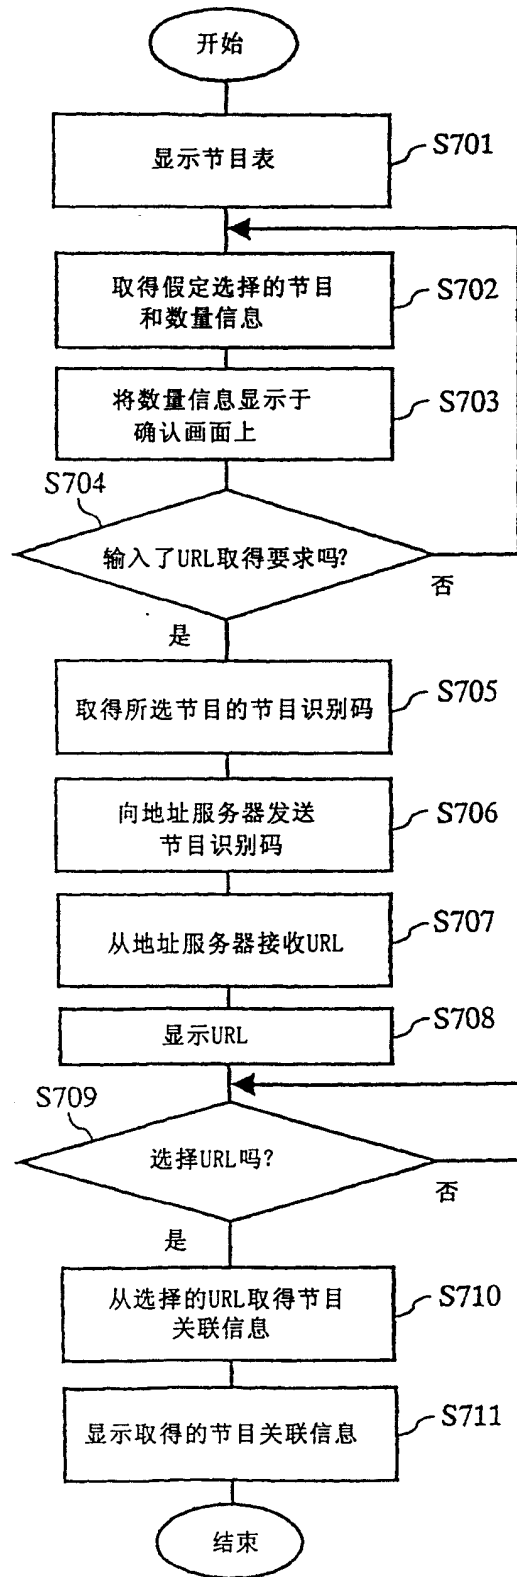 开始
显示节目表
S701
取得假定选择的节目
和数量信息
S702
将数量信息显示于
确认画面上
S703
S704
输入了URL取得要求吗?
否
是
取得所选节目的节目识别码
S705
向地址服务器发送
节目识别码
S706
从地址服务器接收URL
S707
显示URL
S708
S709
选择URL吗?
否
是
从选择的URL取得节目
关联信息
S710
显示取得的节目关联信息
S711
结束